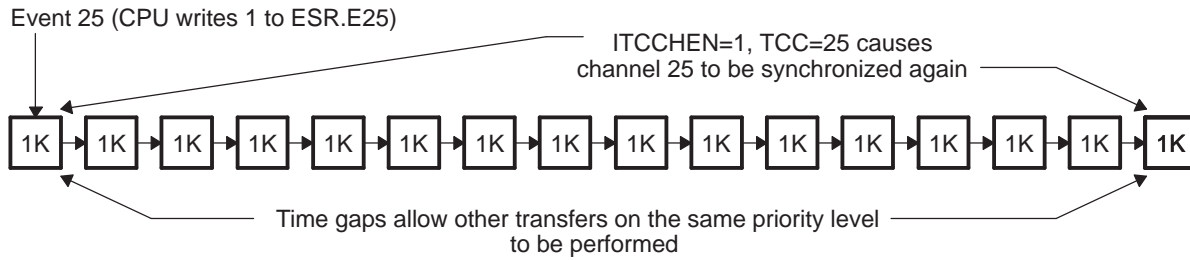 Event 25 (CPU writes 1 to ESR.E25)
ITCCHEN=1, TCC=25 causes
channel 25 to be synchronized again
1K 1K 1K 1K 1K 1K 1K 1K 1K 1K 1K 1K 1K 1K 1K 1K
Time gaps allow other transfers on the same priority level
to be performed